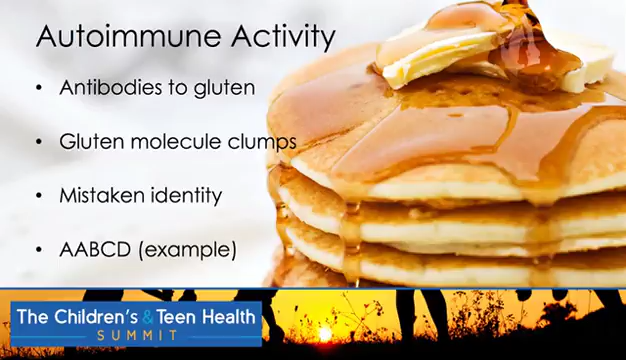 Autoimmune Activity
• Antibodies to gluten
• Gluten molecule clumps
• Mistaken identity
• AABCD (example)
The Children's & Teen Health
SUMMIT